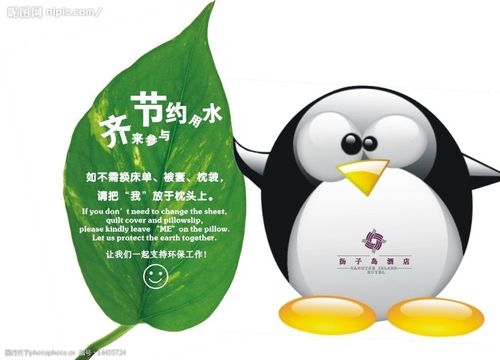 昵图网 nipic.com/
节约用水
齐来参与
如不需换床单、被套、枕袋，
请把“我”放于枕头上。
If you don't need to change the sheet,
quilt cover and pillowslip,
please kindly leave “ME” on the pillow.
Let us protect the earth together.
让我们一起支持环保工作!
扬子岛酒店
YANGTZE ISLAND
HOTEL